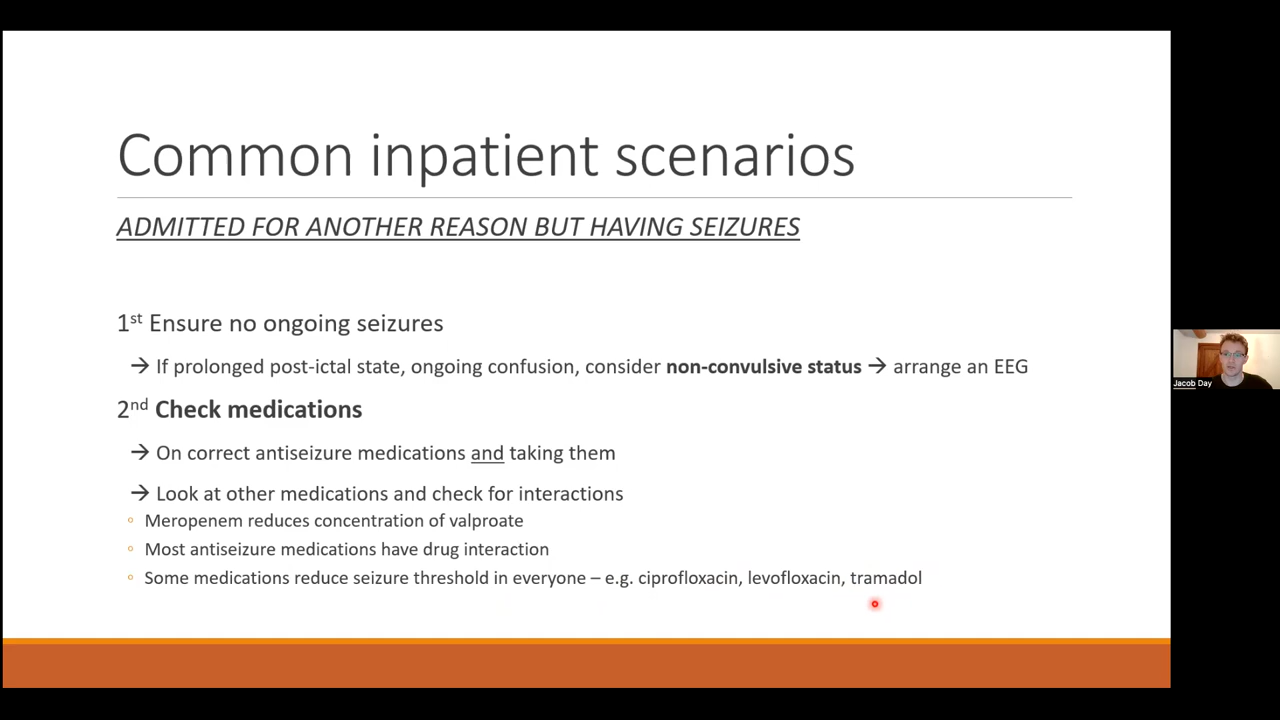 Common inpatient scenarios
ADMITTED FOR ANOTHER REASON BUT HAVING SEIZURES
1st Ensure no ongoing seizures
→ If prolonged post-ictal state, ongoing confusion, consider non-convulsive status → arrange an EEG
2nd Check medications
→ On correct antiseizure medications and taking them
→ Look at other medications and check for interactions
◦ Meropenem reduces concentration of valproate
◦ Most antiseizure medications have drug interaction
◦ Some medications reduce seizure threshold in everyone – e.g. ciprofloxacin, levofloxacin, tramadol
Jacob Day